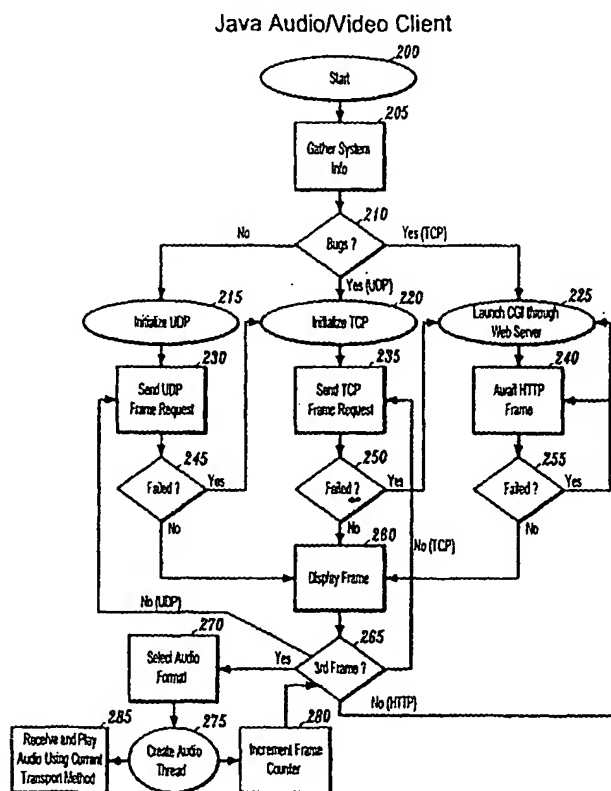 Java Audio/Video Client
200
Start
205
Gather System
Info
210
Bugs ?
No
Yes (TCP)
Yes (UDP)
215
Initialize UDP
220
Initialize TCP
225
Launch CGI through
Web Server
230
Send UDP
Frame Request
235
Send TCP
Frame Request
240
Await HTTP
Frame
245
Failed ?
Yes
No
250
Failed ?
Yes
No
255
Failed ?
Yes
No
260
Display Frame
No (TCP)
No (UDP)
265
3rd Frame ?
Yes
No (HTTP)
270
Select Audio
Format
275
Create Audio
Thread
280
Increment Frame
Counter
285
Receive and Play
Audio Using Current
Transport Method